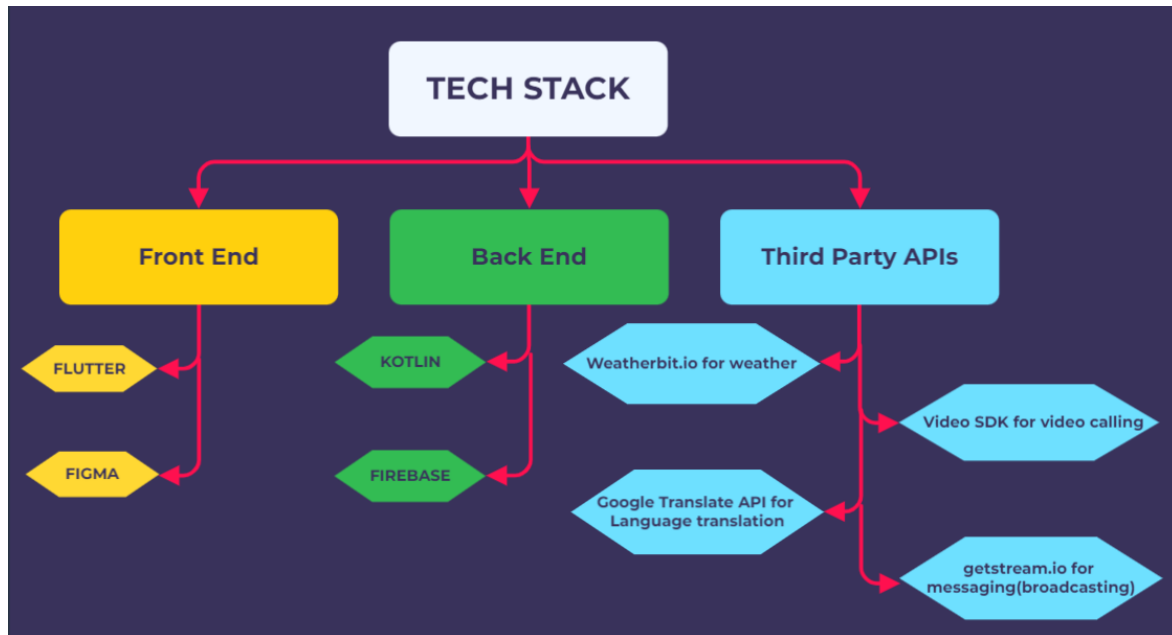 TECH STACK
Front End
Back End
Third Party APIs
FLUTTER
FIGMA
KOTLIN
FIREBASE
Weatherbit.io for weather
Video SDK for video calling
Google Translate API for
Language translation
getstream.io for
messaging(broadcasting)